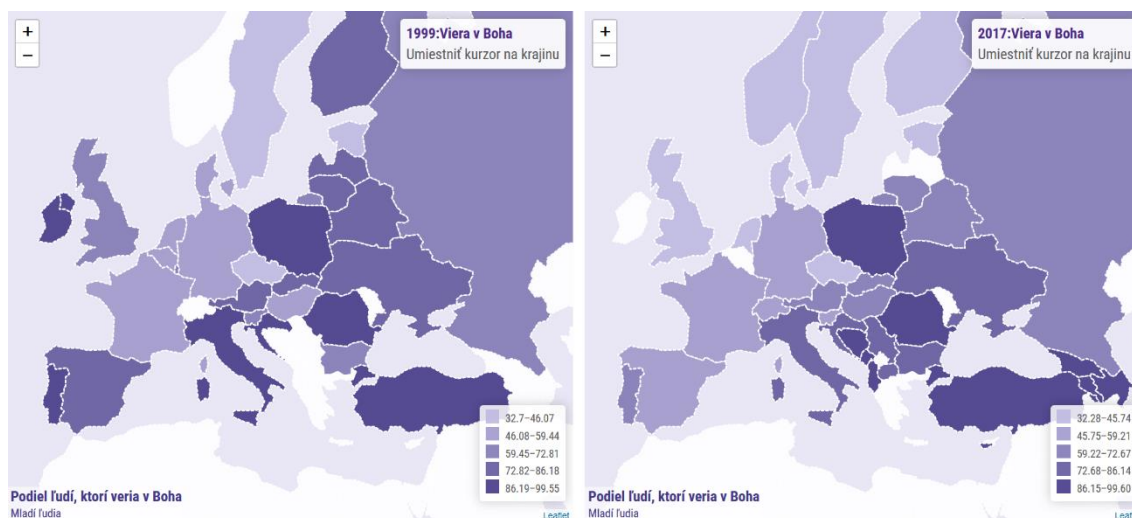 +
−
1999:Viera v Boha
Umiestniť kurzor na krajinu
32.7–46.07
46.08–59.44
59.45–72.81
72.82–86.18
86.19–99.55
Podiel ľudí, ktorí veria v Boha
Mladí ľudia
Leaflet
+
−
2017:Viera v Boha
Umiestniť kurzor na krajinu
32.28–45.74
45.75–59.21
59.22–72.67
72.68–86.14
86.15–99.60
Podiel ľudí, ktorí veria v Boha
Mladí ľudia
Leaflet